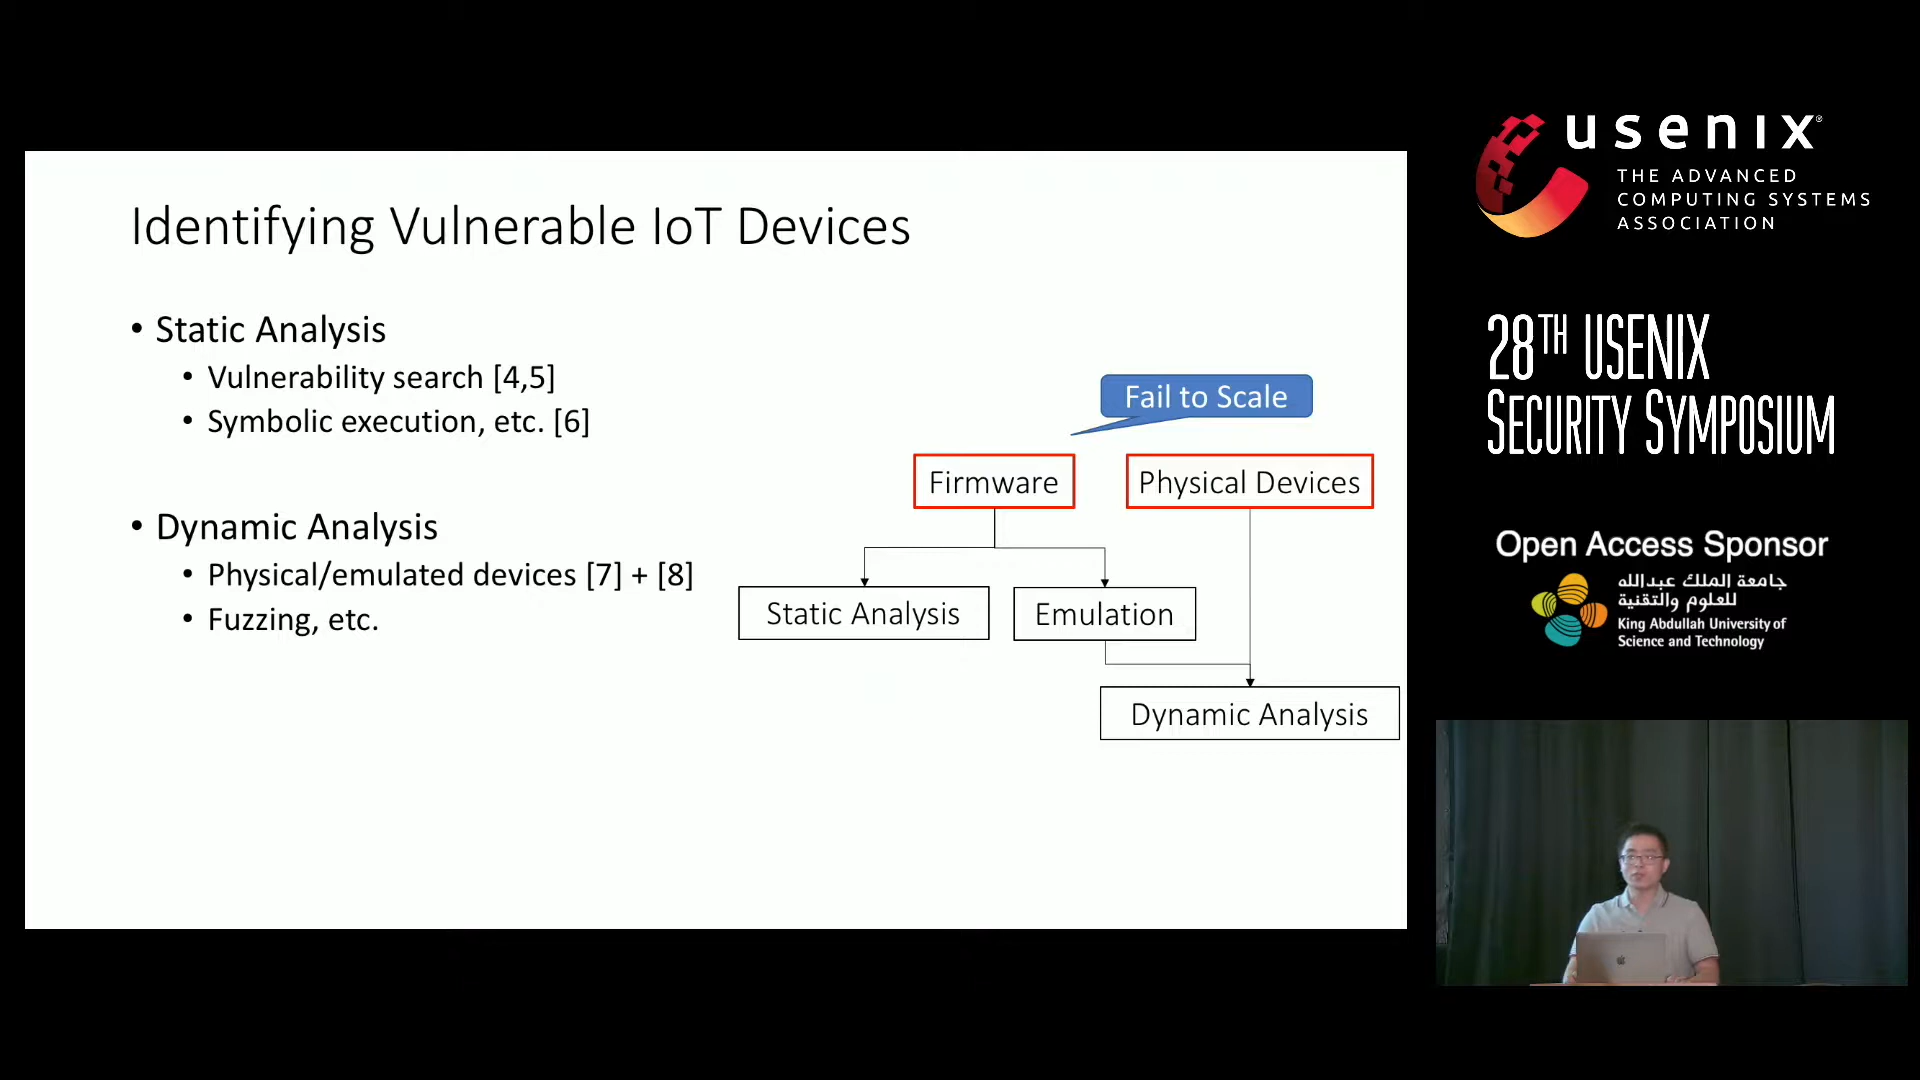 Identifying Vulnerable IoT Devices
• Static Analysis
• Vulnerability search [4,5]
• Symbolic execution, etc. [6]
• Dynamic Analysis
• Physical/emulated devices [7] + [8]
• Fuzzing, etc.
Fail to Scale
Firmware
Physical Devices
Static Analysis
Emulation
Dynamic Analysis
usenix®
THE ADVANCED
COMPUTING SYSTEMS
ASSOCIATION
28TH USENIX
SECURITY SYMPOSIUM
Open Access Sponsor
جامعة الملك عبدالله
للعلوم والتقنية
King Abdullah University of
Science and Technology